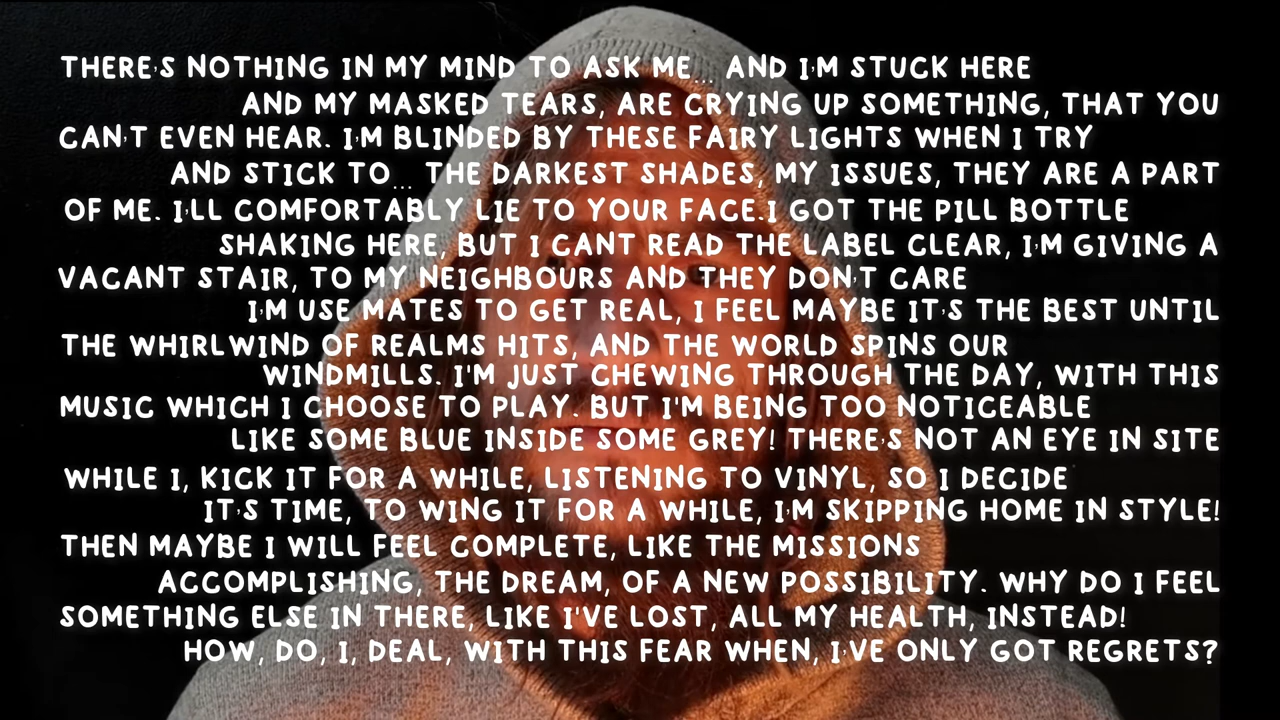 THERE'S NOTHING IN MY MIND TO ASK ME... AND I'M STUCK HERE
AND MY MASKED TEARS, ARE CRYING UP SOMETHING, THAT YOU
CAN'T EVEN HEAR. I'M BLINDED BY THESE FAIRY LIGHTS WHEN I TRY
AND STICK TO... THE DARKEST SHADES, MY ISSUES, THEY ARE A PART
OF ME. I'LL COMFORTABLY LIE TO YOUR FACE.I GOT THE PILL BOTTLE
SHAKING HERE, BUT I CANT READ THE LABEL CLEAR, I'M GIVING A
VACANT STAIR, TO MY NEIGHBOURS AND THEY DON'T CARE
I'M USE MATES TO GET REAL, I FEEL MAYBE IT'S THE BEST UNTIL
THE WHIRLWIND OF REALMS HITS, AND THE WORLD SPINS OUR
WINDMILLS. I'M JUST CHEWING THROUGH THE DAY, WITH THIS
MUSIC WHICH I CHOOSE TO PLAY. BUT I'M BEING TOO NOTICEABLE
LIKE SOME BLUE INSIDE SOME GREY! THERE'S NOT AN EYE IN SITE
WHILE I, KICK IT FOR A WHILE, LISTENING TO VINYL, SO I DECIDE
IT'S TIME, TO WING IT FOR A WHILE, I'M SKIPPING HOME IN STYLE!
THEN MAYBE I WILL FEEL COMPLETE, LIKE THE MISSIONS
ACCOMPLISHING, THE DREAM, OF A NEW POSSIBILITY. WHY DO I FEEL
SOMETHING ELSE IN THERE, LIKE I'VE LOST, ALL MY HEALTH, INSTEAD!
HOW, DO, I, DEAL, WITH THIS FEAR WHEN, I'VE ONLY GOT REGRETS?